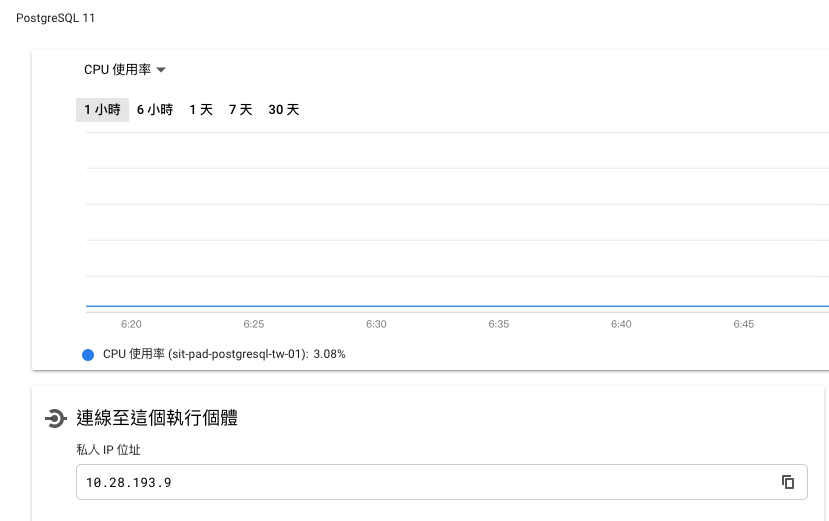 PostgreSQL 11
CPU 使用率
1 小時 6 小時 1 天 7 天 30 天
6:20 6:25 6:30 6:35 6:40 6:45
CPU 使用率 (sit-pad-postgresql-tw-01): 3.08%
連線至這個執行個體
私人 IP 位址
10.28.193.9